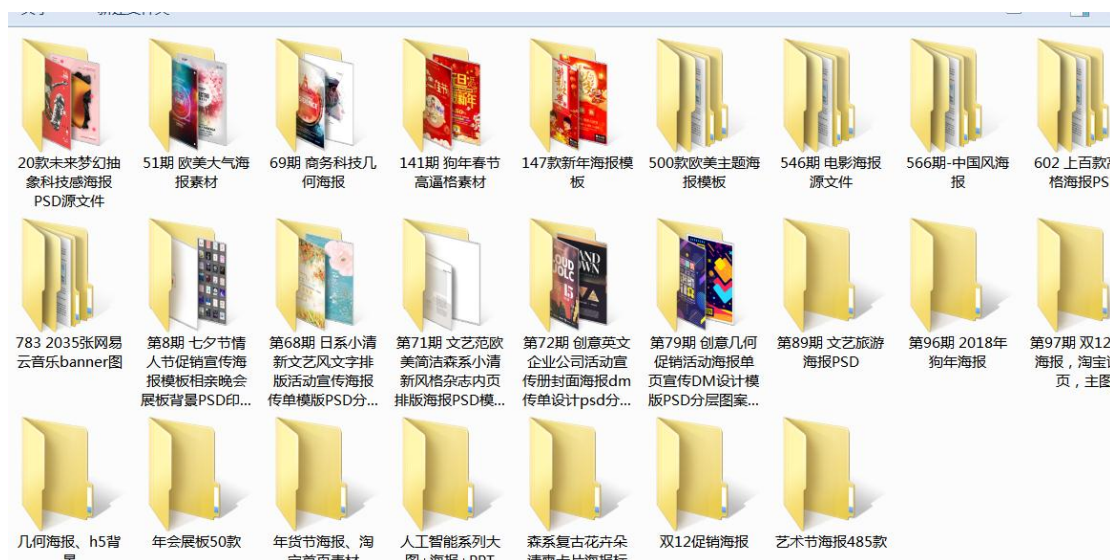 新建文件夹
20款未来梦幻抽
象科技感海报
PSD源文件
51期 欧美大气海
报素材
69期 商务科技几
何海报
141期 狗年春节
高逼格素材
147款新年海报模
板
500款欧美主题海
报模板
546期 电影海报
源文件
566期-中国风海
报
602 上百款
格海报PS
783 2035张网易
云音乐banner图
第8期 七夕节情
人节促销宣传海
报模板相亲晚会
展板背景PSD印...
第68期 日系小清
新文艺风文字排
版活动宣传海报
传单模版PSD分...
第71期 文艺范欧
美简洁森系小清
新风格杂志内页
排版海报PSD模...
第72期 创意英文
企业公司活动宣
传册封面海报dm
传单设计psd分...
第79期 创意几何
促销活动海报单
页宣传DM设计模
版PSD分层图案...
第89期 文艺旅游
海报PSD
第96期 2018年
狗年海报
第97期 双12
海报，淘宝
页，主图
几何海报、h5背
景
年会展板50款
年货节海报、淘
宝首页素材
人工智能系列大
图+海报+PPT
森系复古花卉朵
请柬卡片海报标
双12促销海报
艺术节海报485款